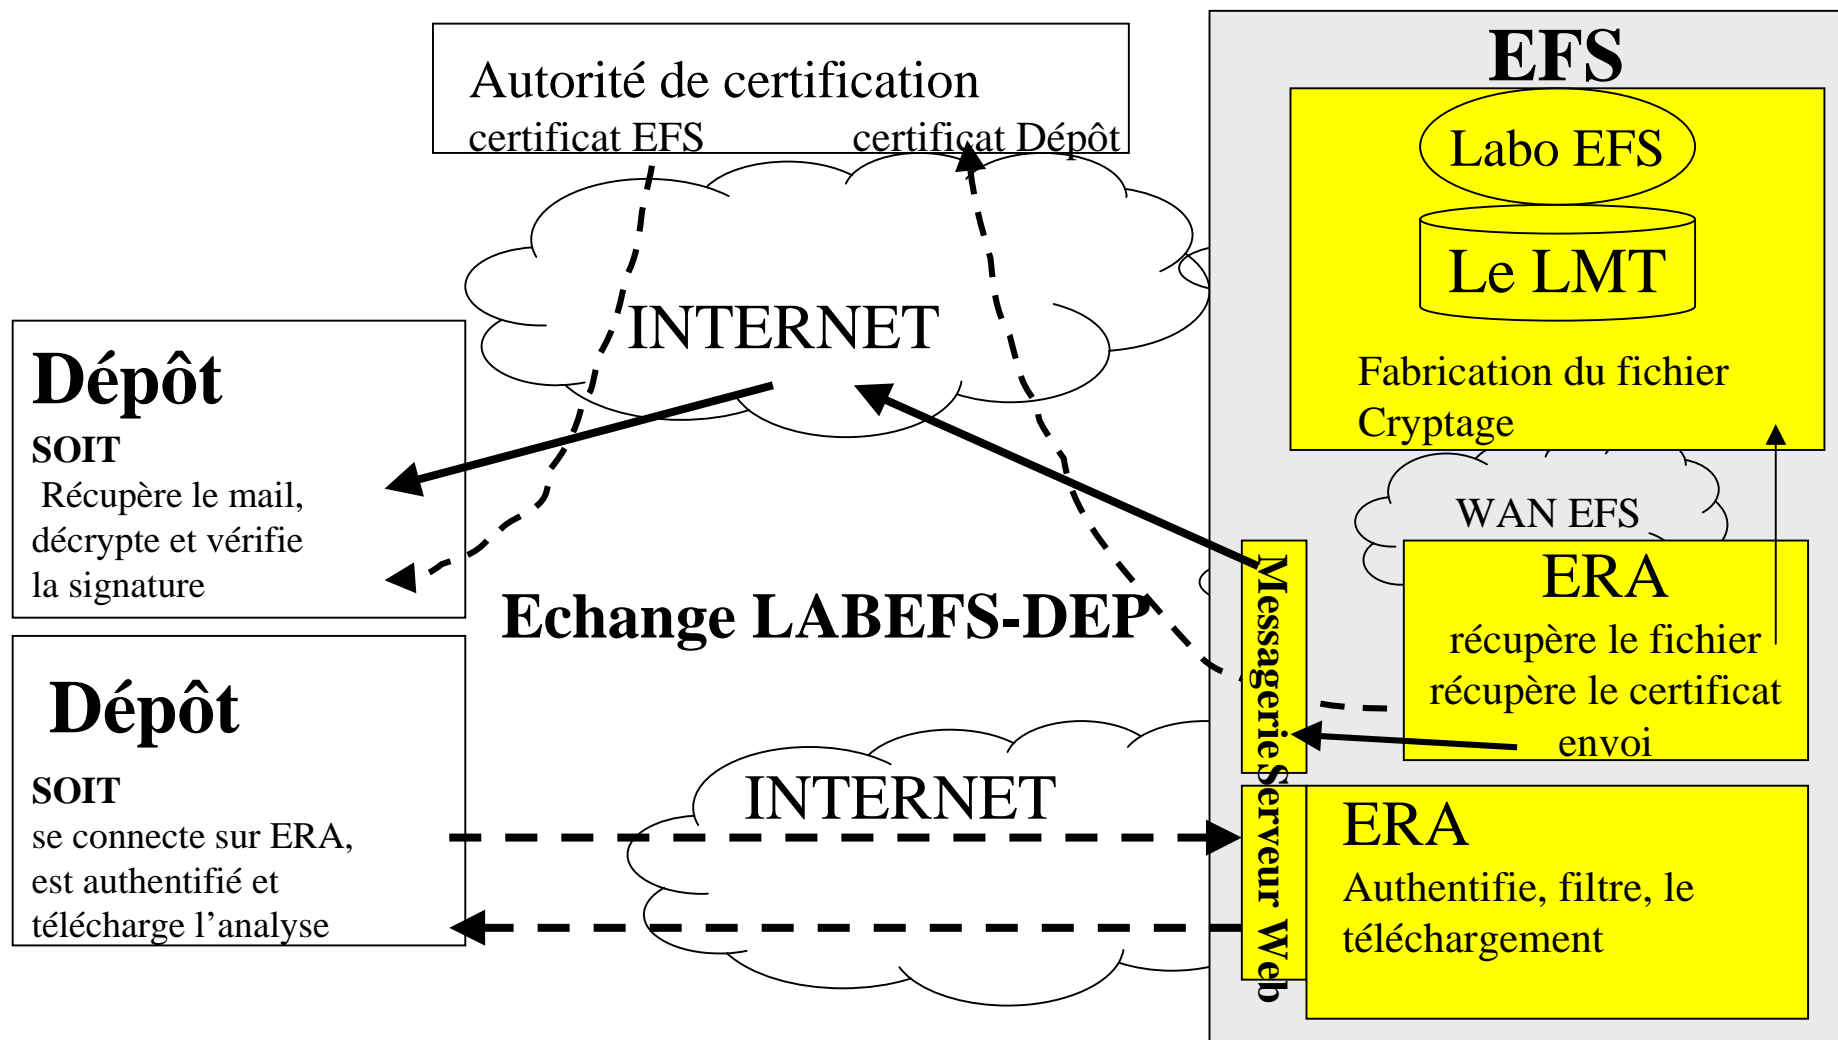 Autorité de certification
certificat EFS
certificat Dépôt
EFS
Labo EFS
Le LMT
Fabrication du fichier
Cryptage
INTERNET
Dépôt
SOIT
Récupère le mail,
décrypte et vérifie
la signature
WAN EFS
Echange LABEFS-DEP
Messagerie
ERA
récupère le fichier
récupère le certificat
envoi
Dépôt
SOIT
se connecte sur ERA,
est authentifié et
télécharge l'analyse
INTERNET
Serveur Web
ERA
Authentifie, filtre, le
téléchargement